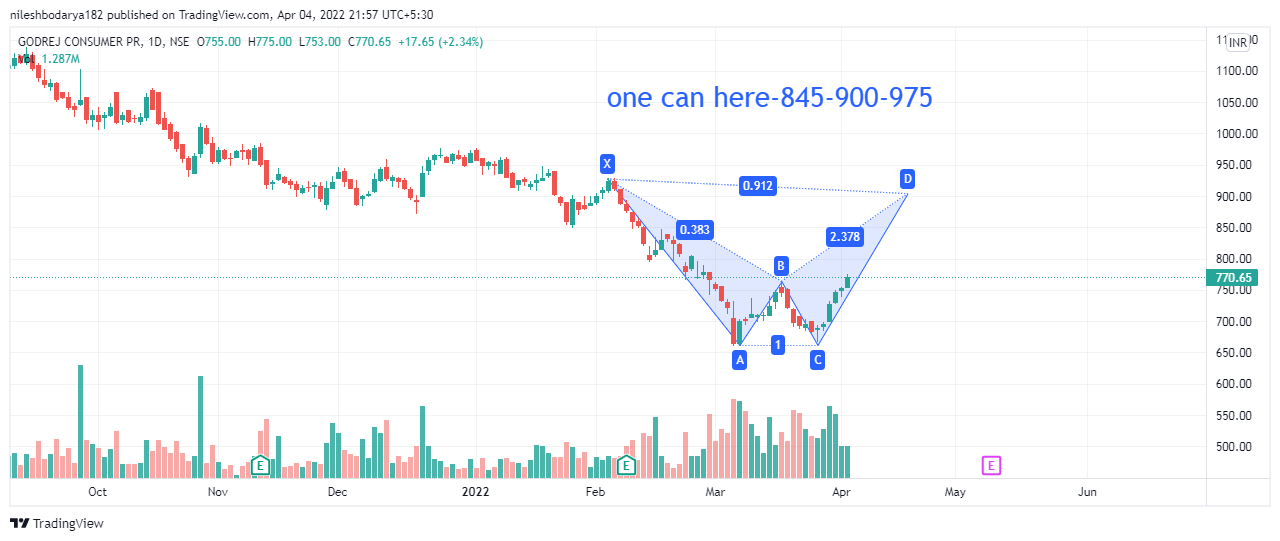 nileshbodarya182 published on TradingView.com, Apr 04, 2022 21:57 UTC+5:30
GODREJ CONSUMER PR, 1D, NSE O755.00 H775.00 L753.00 C770.65 +17.65 (+2.34%)
1.287M
INR
1100.00
one can here-845-900-975
1050.00
1000.00
950.00
X
D
0.912
900.00
0.383
2.378
850.00
B
800.00
770.65
750.00
700.00
1
650.00
A
C
600.00
550.00
500.00
E
E
E
Oct
Nov
Dec
2022
Feb
Mar
Apr
May
Jun
TradingView